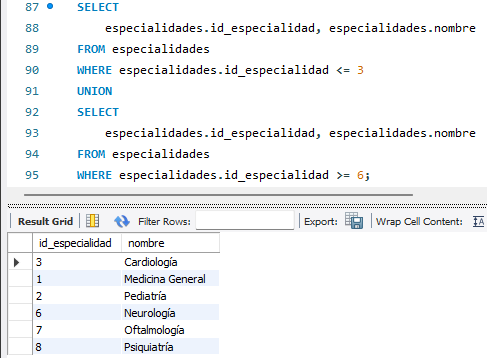 87 SELECT
88 especialidades.id_especialidad, especialidades.nombre
89 FROM especialidades
90 WHERE especialidades.id_especialidad <= 3
91 UNION
92 SELECT
93 especialidades.id_especialidad, especialidades.nombre
94 FROM especialidades
95 WHERE especialidades.id_especialidad >= 6;
Result Grid Filter Rows: Export: Wrap Cell Content:
id_especialidad nombre
3 Cardiología
1 Medicina General
2 Pediatría
6 Neurología
7 Oftalmología
8 Psiquiatría